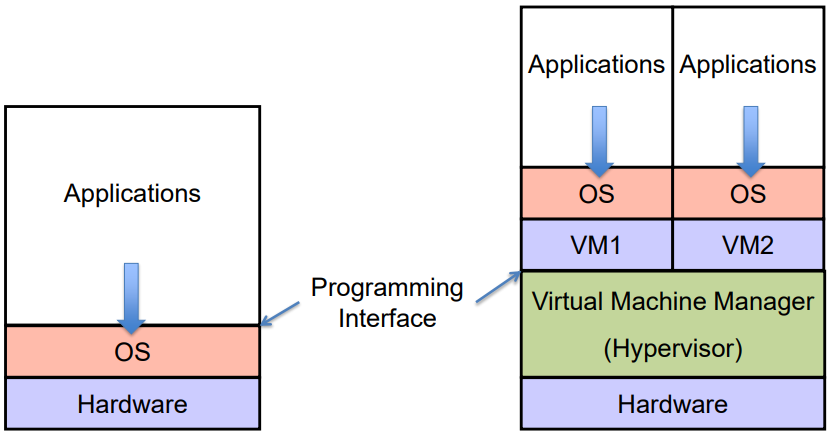 Applications
OS
Hardware
Programming
Interface
Applications
Applications
OS
OS
VM1
VM2
Virtual Machine Manager
(Hypervisor)
Hardware